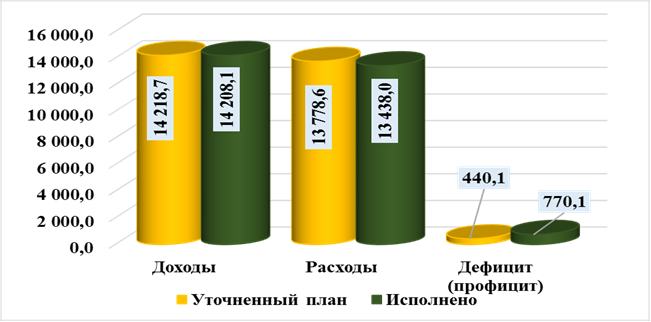 16 000,0
14 000,0
12 000,0
10 000,0
8 000,0
6 000,0
4 000,0
2 000,0
0,0
14 218,7
14 208,1
13 778,6
13 438,0
440,1
770,1
Доходы
Расходы
Дефицит
(профицит)
Уточненный план
Исполнено